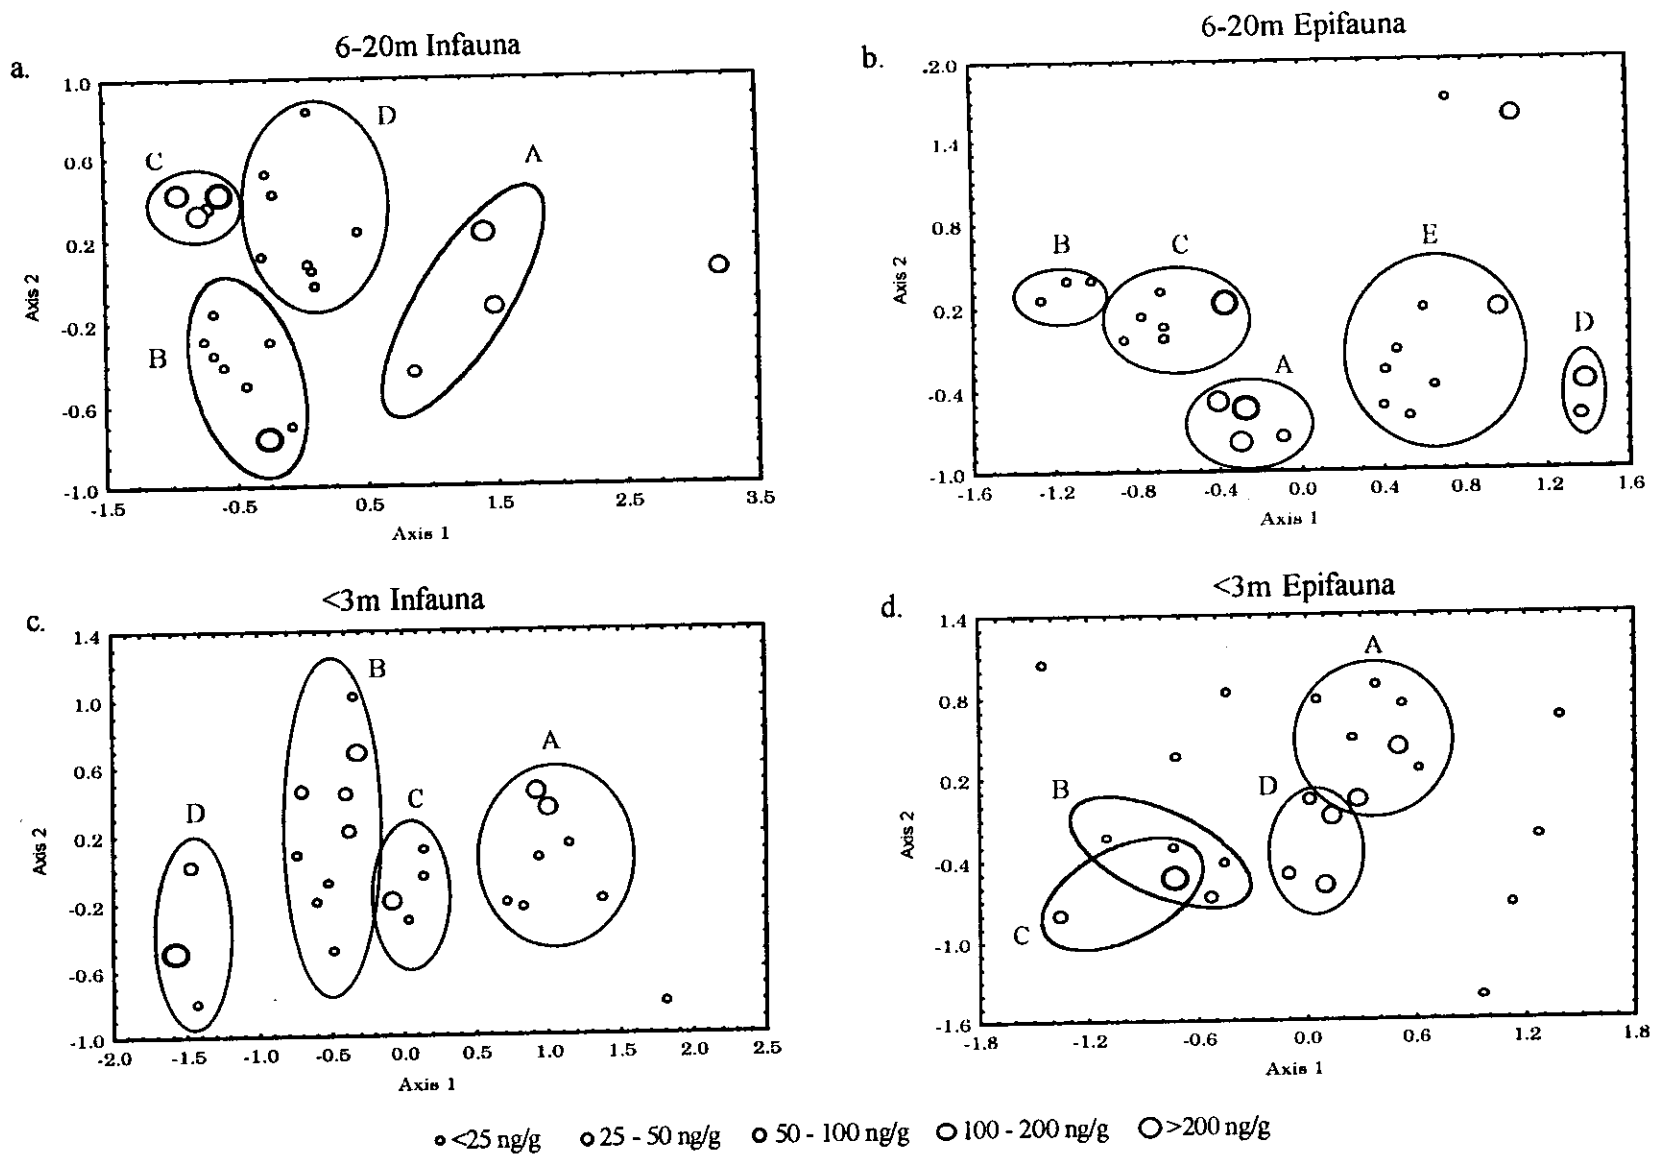 6-20m Infauna
a.
1.0
0.6
0.2
-0.2
-0.6
-1.0
Axis 2
C
D
A
B
-1.5
-0.5
0.5
1.5
2.5
3.5
Axis 1
6-20m Epifauna
b.
.2.0
1.4
0.8
0.2
-0.4
-1.0
Axis 2
B
C
E
D
A
-1.6
-1.2
-0.8
-0.4
0.0
0.4
0.8
1.2
1.6
Axis 1
<3m Infauna
c.
1.4
1.0
0.6
0.2
-0.2
-0.6
-1.0
Axis 2
B
A
C
D
-2.0
-1.5
-1.0
-0.5
0.0
0.5
1.0
1.5
2.0
2.5
Axis 1
<3m Epifauna
d.
1.4
0.8
0.2
-0.4
-1.0
-1.6
Axis 2
A
B
D
C
-1.8
-1.2
-0.6
0.0
0.6
1.2
1.8
Axis 1
<25 ng/g 25 - 50 ng/g 50 - 100 ng/g 100 - 200 ng/g >200 ng/g